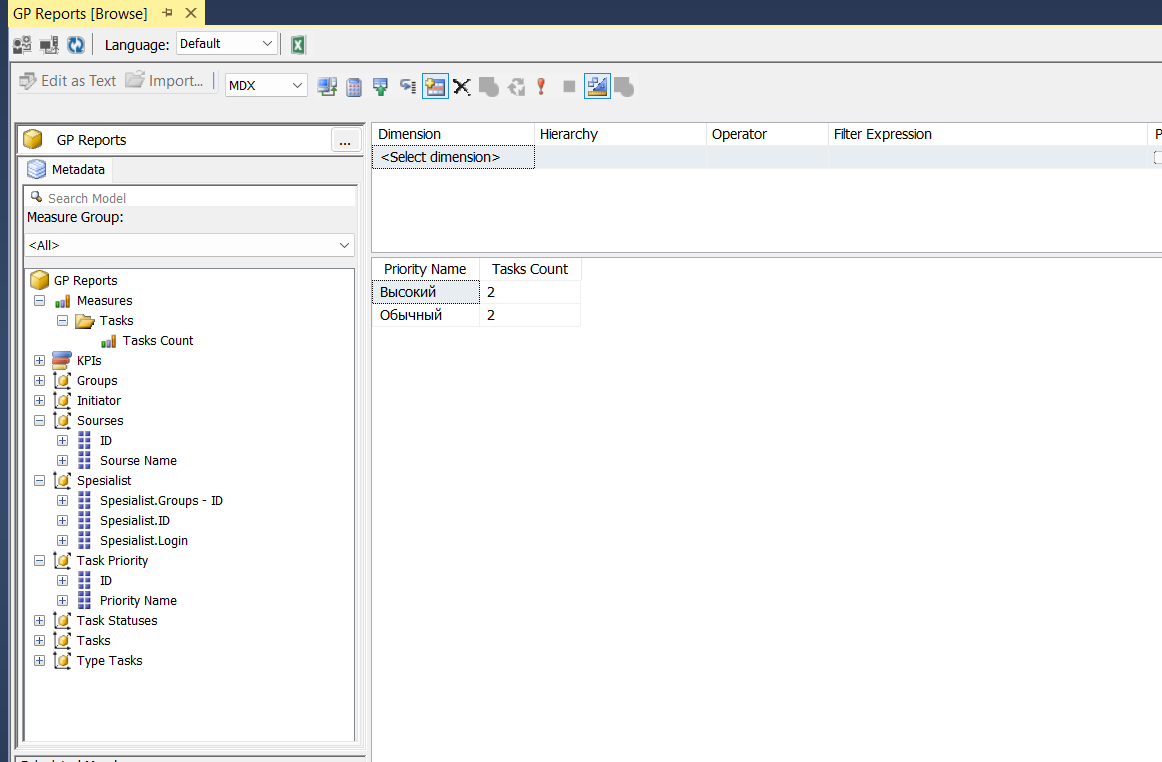 GP Reports [Browse]
Language: Default
Edit as Text Import... MDX
GP Reports ...
Metadata
Search Model
Measure Group:
<All>
GP Reports
Measures
Tasks
Tasks Count
KPIs
Groups
Initiator
Sources
ID
Sourse Name
Spesialist
Spesialist.Groups - ID
Spesialist.ID
Spesialist.Login
Task Priority
ID
Priority Name
Task Statuses
Tasks
Type Tasks
Dimension Hierarchy Operator Filter Expression P
<Select dimension>
Priority Name Tasks Count
Высокий 2
Обычный 2